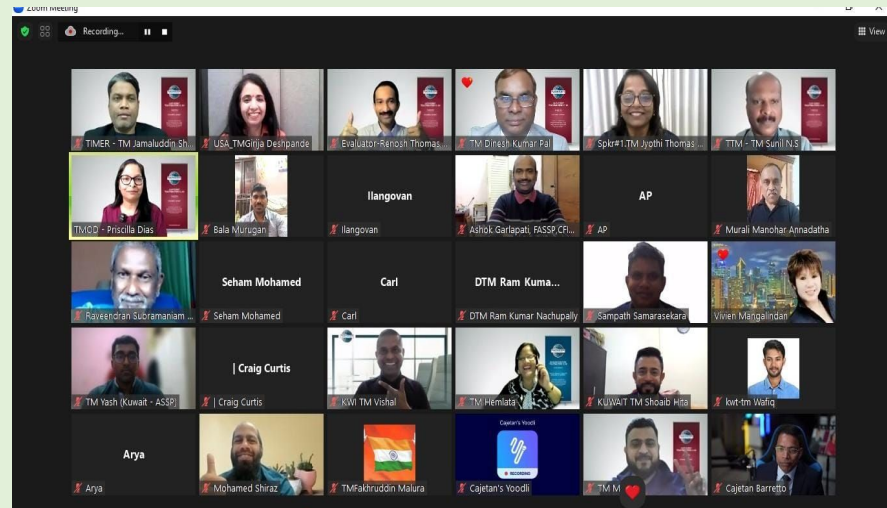 Zoom Meeting
Recording...
View
TIMER - TM Jamaluddin Sh...
USA_TMGirija Deshpande
Evaluator-Renosh Thomas
TM Dinesh Kumar Pal
Spkr#1.TM Jyothi Thomas ...
TTM - TM Sunil N.S
TMOD - Priscilla Dias
Bala Murugan
Ilangovan
Ilangovan
Ashok Garlapati, FASSP,CFI...
AP
AP
Murali Manohar Annadatha
Raveendran Subramaniam ...
Seham Mohamed
Seham Mohamed
Carl
Carl
DTM Ram Kuma...
DTM Ram Kumar Nachupally
Sampath Samarasekara
Vivien Mangalindan
TM Yash (Kuwait - ASSP)
| Craig Curtis
| Craig Curtis
KWI TM Vishal
TM Hemlata
KUWAIT TM Shoaib Hita
kwt-tm Wafiq
Arya
Arya
Mohamed Shiraz
TMFakhruddin Malura
Cajetan's Yoodli
RECORDING
Cajetan's Yoodli
TM M
Cajetan Barretto